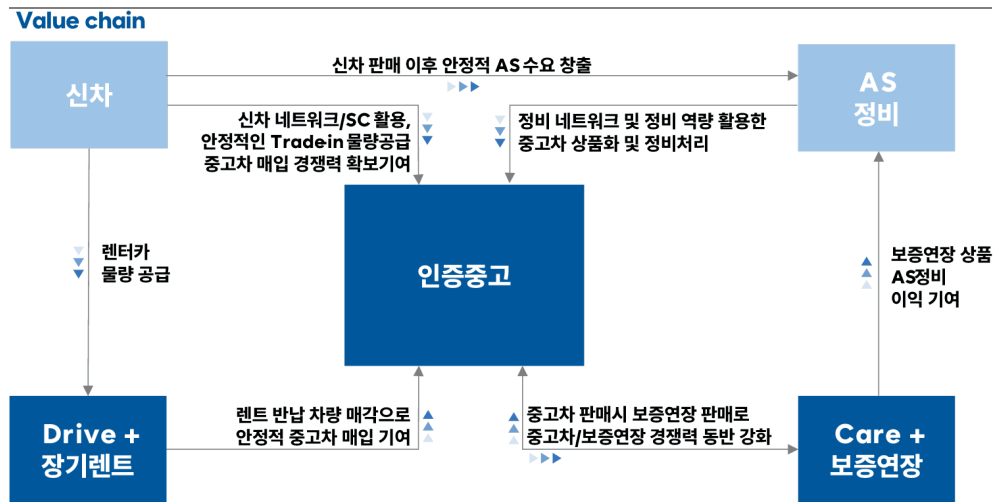 Value chain
신차
신차 판매 이후 안정적 AS 수요 창출
AS
정비
신차 네트워크/SC 활용,
안정적인 Tradein 물량공급
중고차 매입 경쟁력 확보기여
정비 네트워크 및 정비 역량 활용한
중고차 상품화 및 정비처리
인증중고
렌터카
물량 공급
보증연장 상품
AS정비
이익 기여
Drive +
장기렌트
렌트 반납 차량 매각으로
안정적 중고차 매입 기여
중고차 판매시 보증연장 판매로
중고차/보증연장 경쟁력 동반 강화
Care +
보증연장